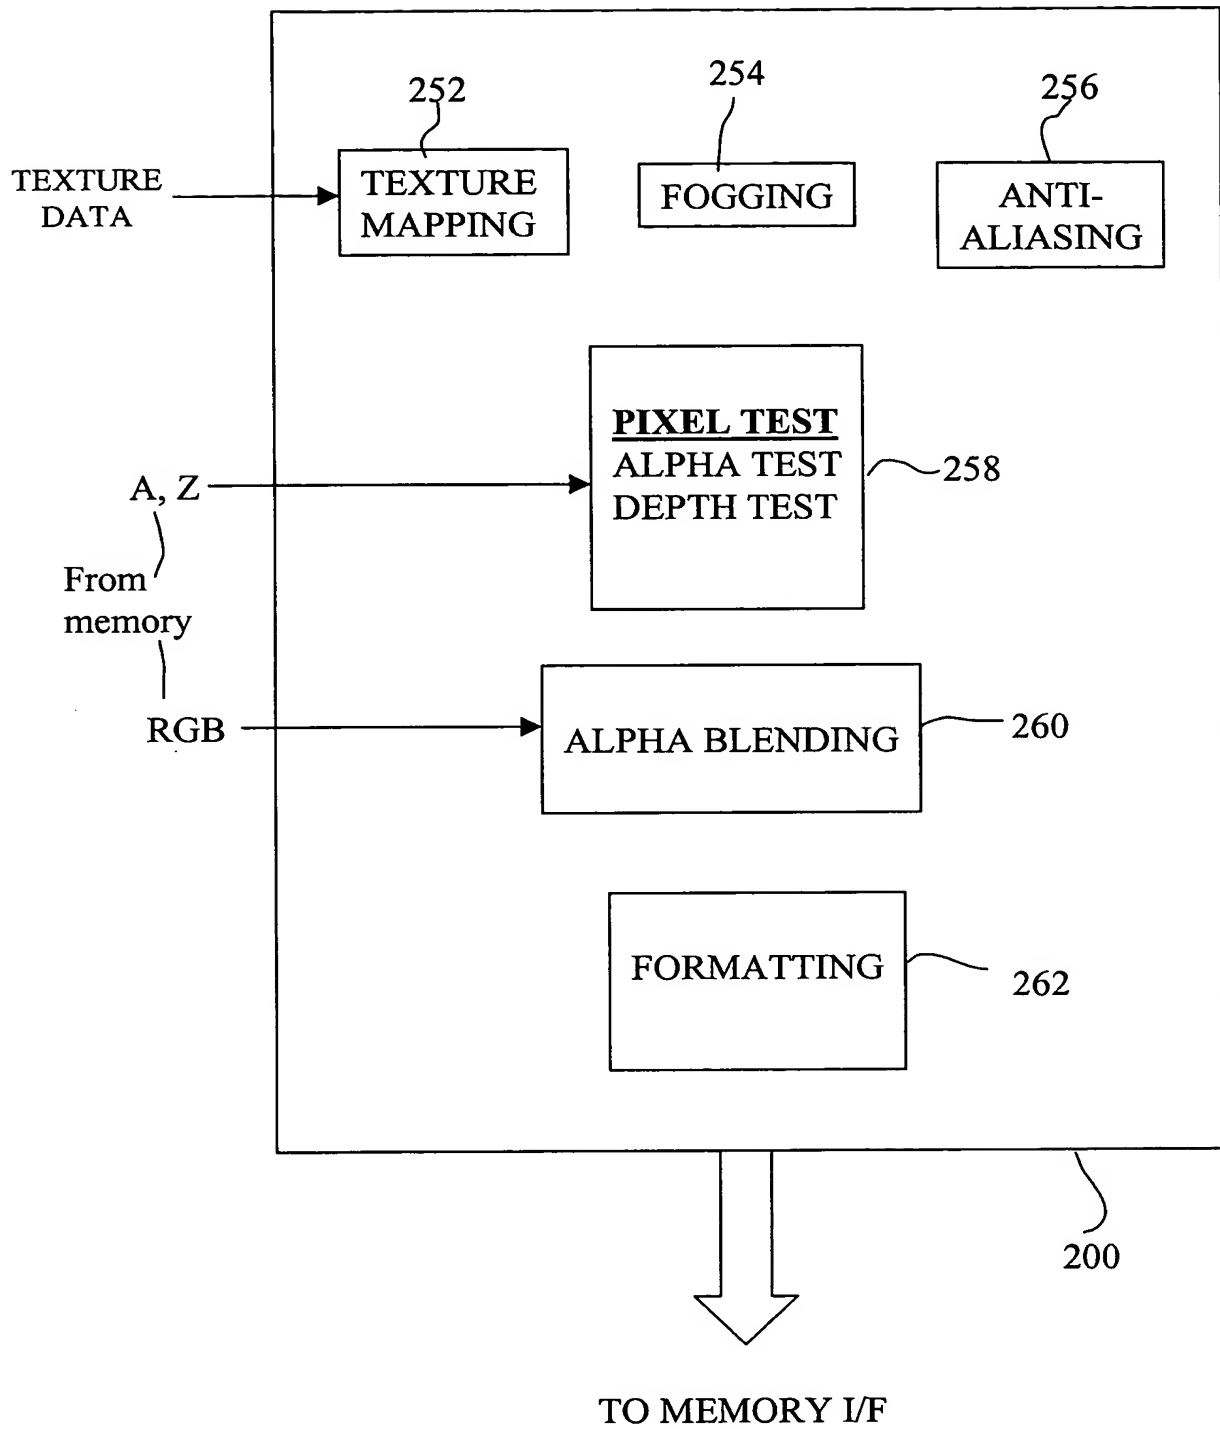 252
254
256
TEXTURE
DATA
TEXTURE
MAPPING
FOGGING
ANTI-
ALIASING
PIXEL TEST
ALPHA TEST
DEPTH TEST
258
A, Z
From
memory
RGB
ALPHA BLENDING
260
FORMATTING
262
200
TO MEMORY I/F